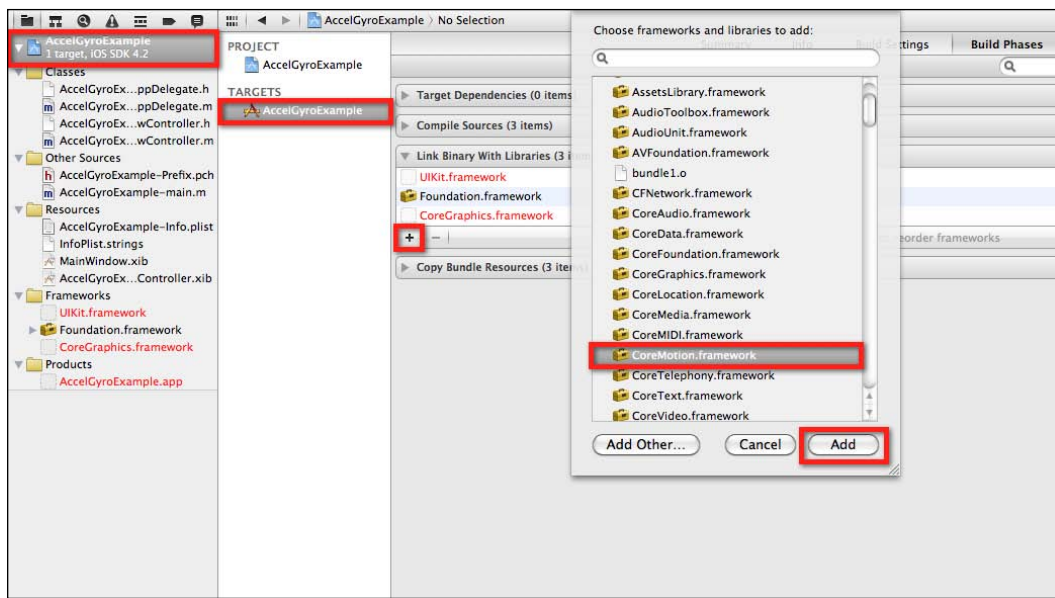 AccelGyroExample
1 target, iOS SDK 4.2
Classes
AccelGyroEx...ppDelegate.h
AccelGyroEx...ppDelegate.m
AccelGyroEx...wController.h
AccelGyroEx...wController.m
Other Sources
AccelGyroExample-Prefix.pch
AccelGyroExample-main.m
Resources
AccelGyroExample-Info.plist
InfoPlist.strings
MainWindow.xib
AccelGyroEx...Controller.xib
Frameworks
UIKit.framework
Foundation.framework
CoreGraphics.framework
Products
AccelGyroExample.app
AccelGyroExample
No Selection
PROJECT
AccelGyroExample
TARGETS
AccelGyroExample
Summary Info Build Settings Build Phases
Target Dependencies (0 items
Compile Sources (3 items)
Link Binary With Libraries (3 i
UIKit.framework
Foundation.framework
CoreGraphics.framework
+ –
eorder frameworks
Copy Bundle Resources (3 ite
Choose frameworks and libraries to add:
AssetsLibrary.framework
AudioToolbox.framework
AudioUnit.framework
AVFoundation.framework
bundle1.o
CFNetwork.framework
CoreAudio.framework
CoreData.framework
CoreFoundation.framework
CoreGraphics.framework
CoreLocation.framework
CoreMedia.framework
CoreMIDI.framework
CoreMotion.framework
CoreTelephony.framework
CoreText.framework
CoreVideo.framework
Add Other... Cancel Add